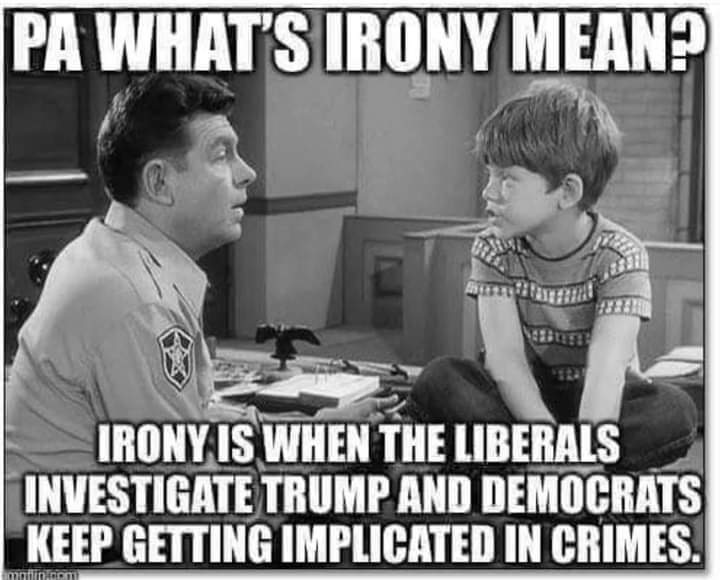 PA WHAT'S IRONY MEAN?
IRONY IS WHEN THE LIBERALS
INVESTIGATE TRUMP AND DEMOCRATS
KEEP GETTING IMPLICATED IN CRIMES.
imgflip.com